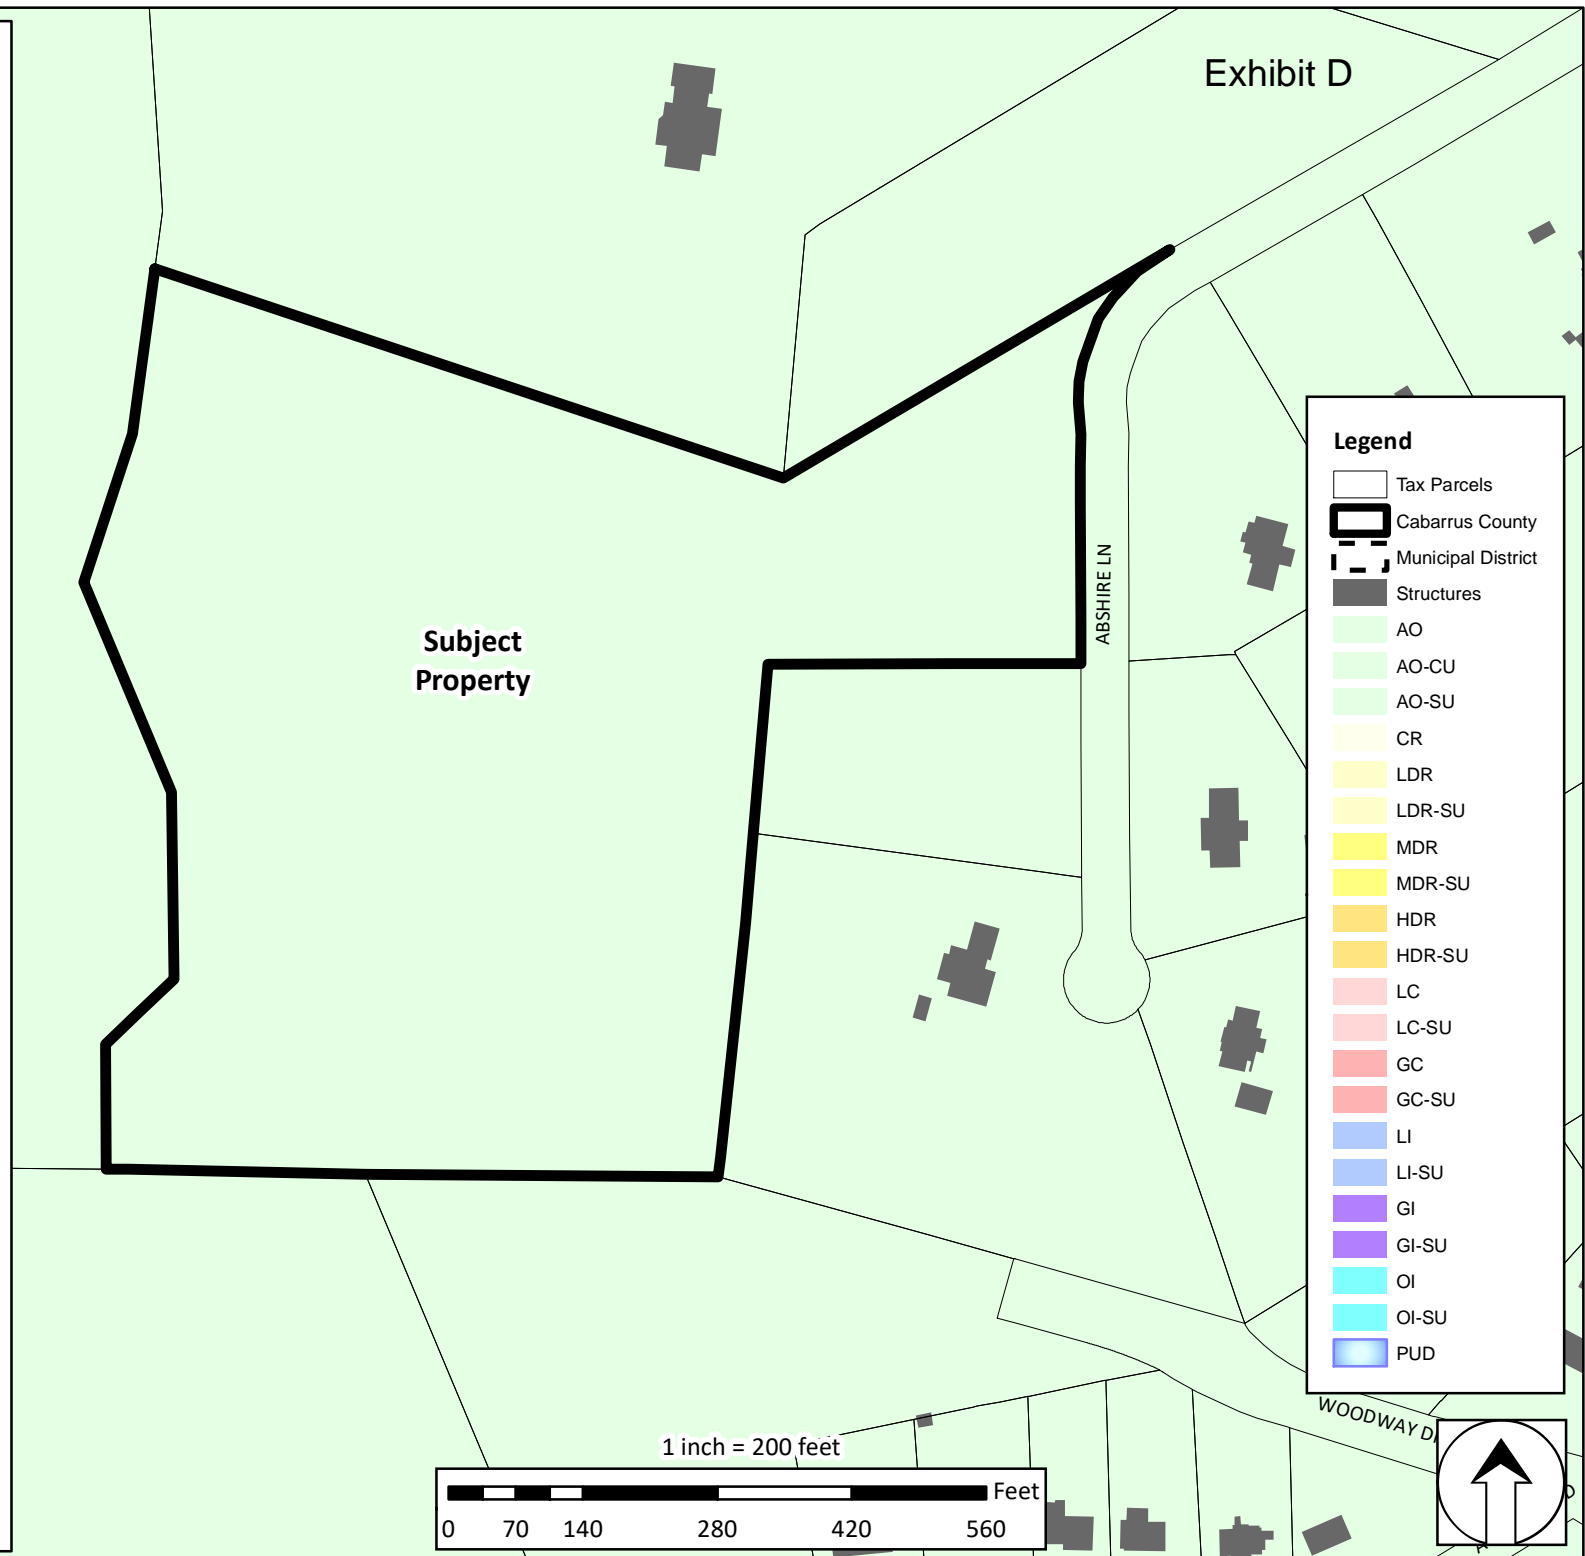 Exhibit D
ABSHIRE LN
Subject
Property
Legend
Tax Parcels
Cabarrus County
Municipal District
Structures
AO
AO-CU
AO-SU
CR
LDR
LDR-SU
MDR
MDR-SU
HDR
HDR-SU
LC
LC-SU
GC
GC-SU
LI
LI-SU
GI
GI-SU
OI
OI-SU
PUD
WOODWAY D
1 inch = 200 feet
Feet
0 70 140 280 420 560